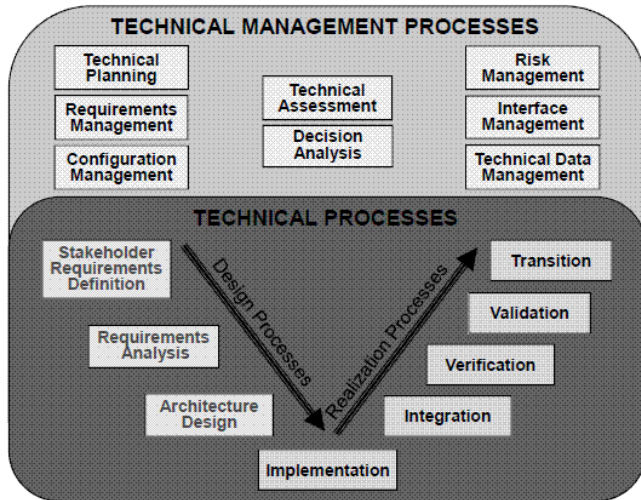 TECHNICAL MANAGEMENT PROCESSES
Technical
Planning
Requirements
Management
Configuration
Management
Technical
Assessment
Decision
Analysis
Risk
Management
Interface
Management
Technical Data
Management
TECHNICAL PROCESSES
Stakeholder
Requirements
Definition
Requirements
Analysis
Architecture
Design
Design Processes
Implementation
Realization Processes
Transition
Validation
Verification
Integration